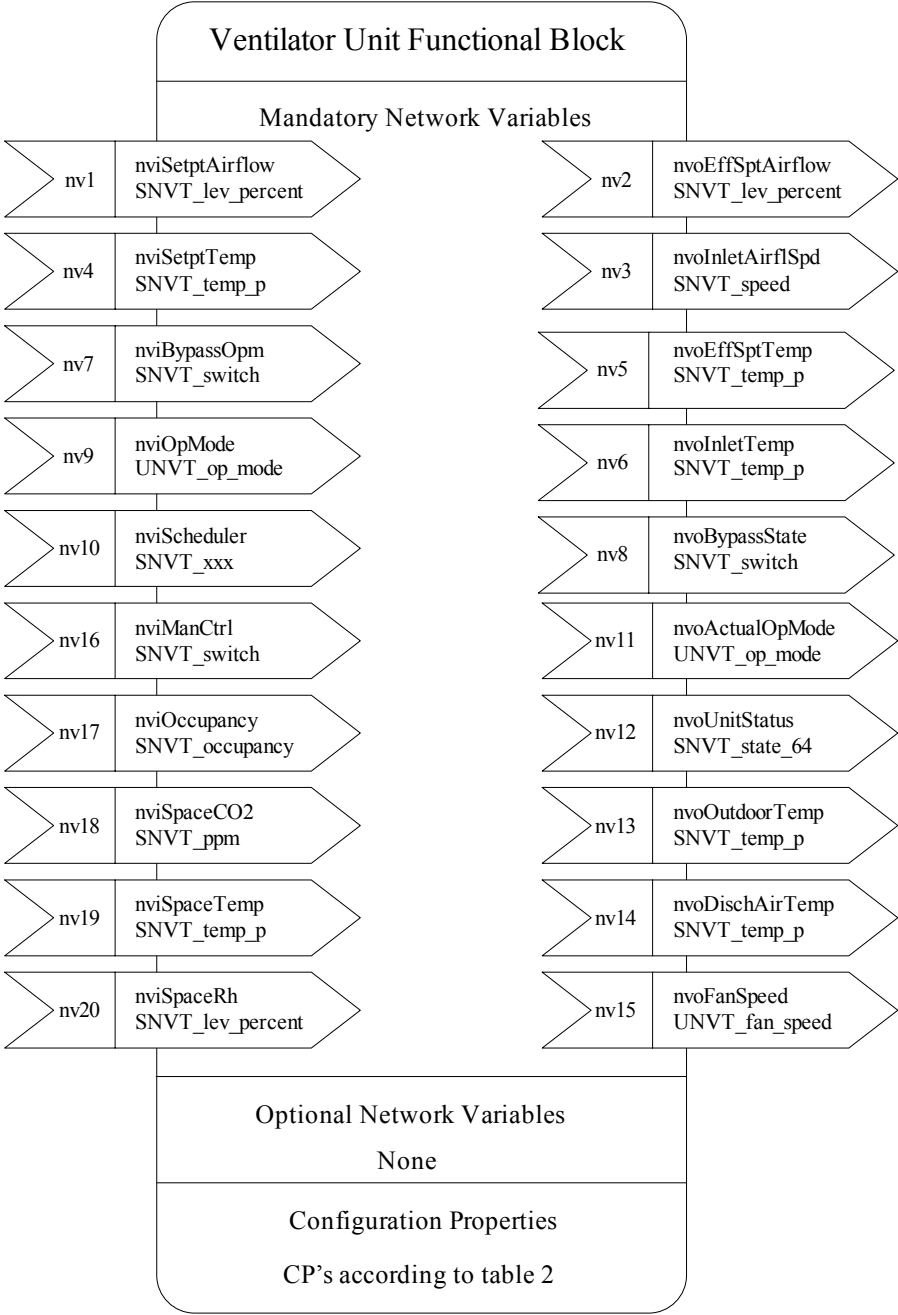 Ventilator Unit Functional Block
Mandatory Network Variables
nv1
nviSetptAirflow
SNVT_lev_percent
nv2
nvoEffSptAirflow
SNVT_lev_percent
nv4
nviSetptTemp
SNVT_temp_p
nv3
nvoInletAirflSpd
SNVT_speed
nv7
nviBypassOpm
SNVT_switch
nv5
nvoEffSptTemp
SNVT_temp_p
nv9
nviOpMode
UNVT_op_mode
nv6
nvoInletTemp
SNVT_temp_p
nv10
nviScheduler
SNVT_xxx
nv8
nvoBypassState
SNVT_switch
nv16
nviManCtrl
SNVT_switch
nv11
nvoActualOpMode
UNVT_op_mode
nv17
nviOccupancy
SNVT_occupancy
nv12
nvoUnitStatus
SNVT_state_64
nv18
nviSpaceCO2
SNVT_ppm
nv13
nvoOutdoorTemp
SNVT_temp_p
nv19
nviSpaceTemp
SNVT_temp_p
nv14
nvoDischAirTemp
SNVT_temp_p
nv20
nviSpaceRh
SNVT_lev_percent
nv15
nvoFanSpeed
UNVT_fan_speed
Optional Network Variables
None
Configuration Properties
CP’s according to table 2